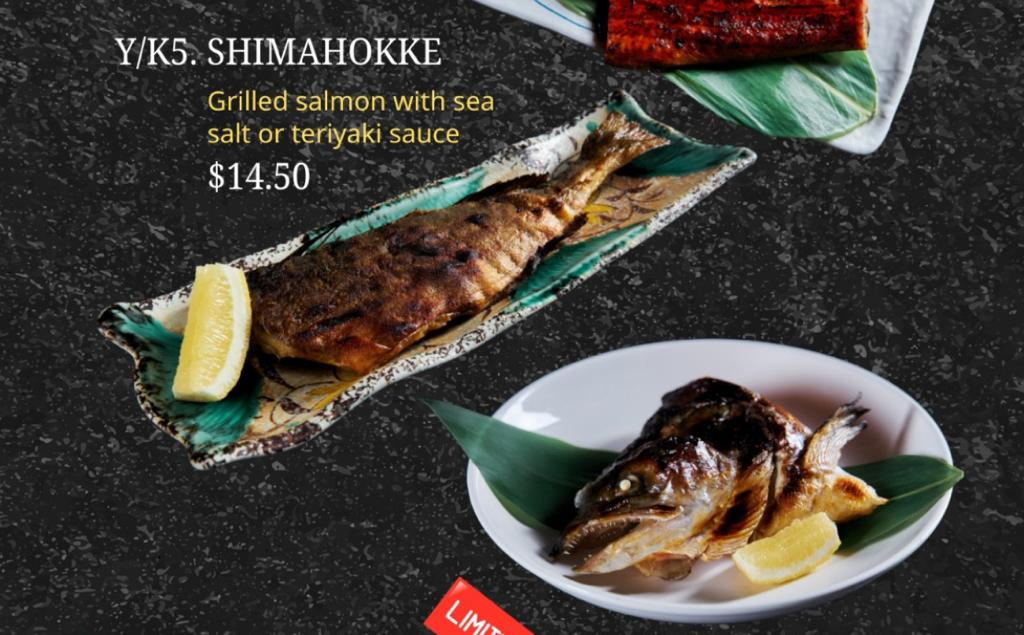 Y/K5. SHIMAHOKKE
Grilled salmon with sea
salt or teriyaki sauce
$14.50
LIMIT